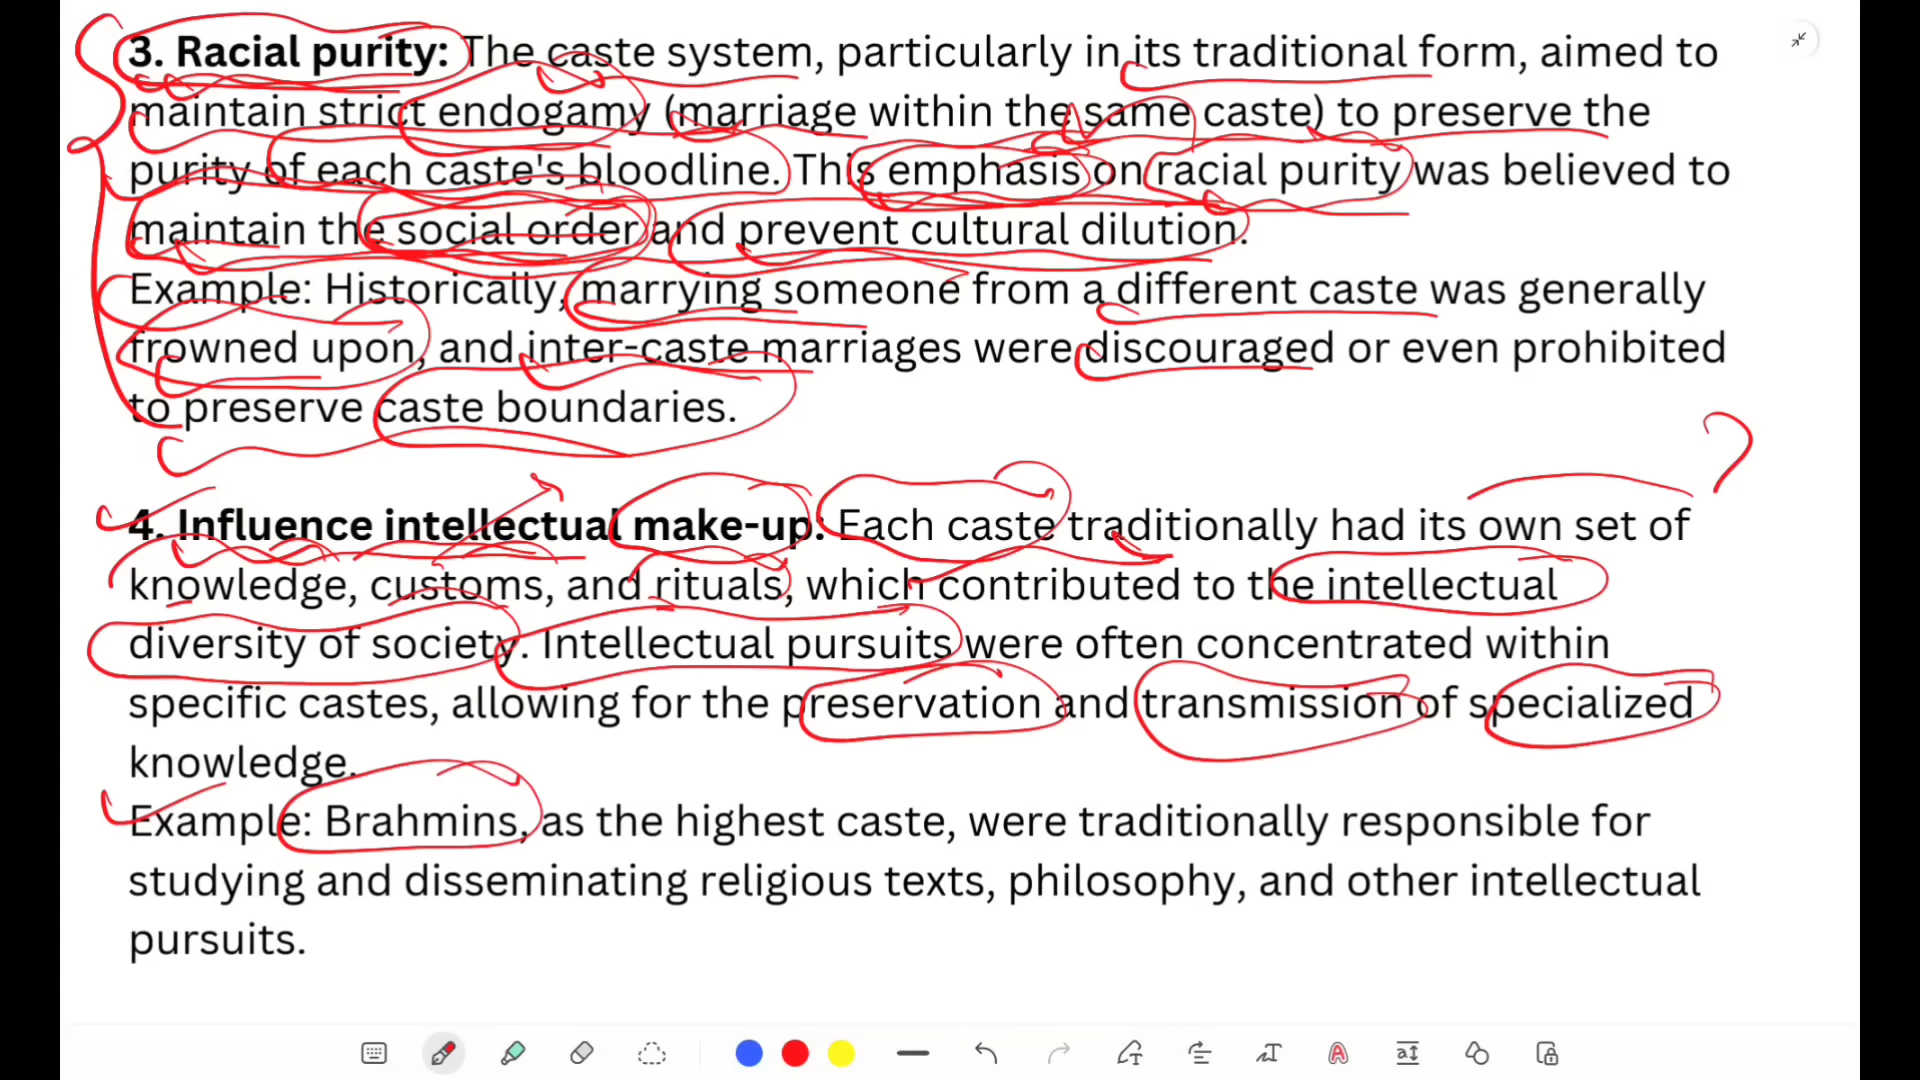 3. Racial purity: The caste system, particularly in its traditional form, aimed to
maintain strict endogamy (marriage within the same caste) to preserve the
purity of each caste's bloodline. This emphasis on racial purity was believed to
maintain the social order and prevent cultural dilution.
Example: Historically, marrying someone from a different caste was generally
frowned upon, and inter-caste marriages were discouraged or even prohibited
to preserve caste boundaries.
4. Influence intellectual make-up: Each caste traditionally had its own set of
knowledge, customs, and rituals, which contributed to the intellectual
diversity of society. Intellectual pursuits were often concentrated within
specific castes, allowing for the preservation and transmission of specialized
knowledge.
Example: Brahmins, as the highest caste, were traditionally responsible for
studying and disseminating religious texts, philosophy, and other intellectual
pursuits.